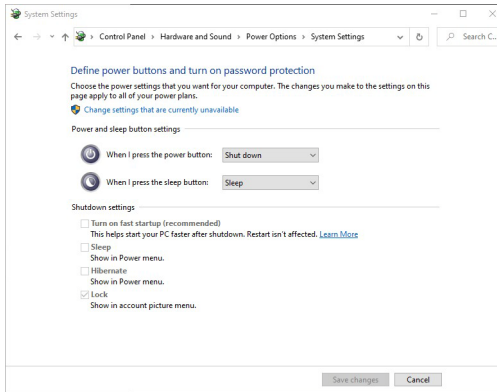 System Settings
Control Panel > Hardware and Sound > Power Options > System Settings
Search C...
Define power buttons and turn on password protection
Choose the power settings that you want for your computer. The changes you make to the settings on this
page apply to all of your power plans.
Change settings that are currently unavailable
Power and sleep button settings
When I press the power button: Shut down
When I press the sleep button: Sleep
Shutdown settings
Turn on fast startup (recommended)
This helps start your PC faster after shutdown. Restart isn't affected. Learn More
Sleep
Show in Power menu.
Hibernate
Show in Power menu.
Lock
Show in account picture menu.
Save changes Cancel